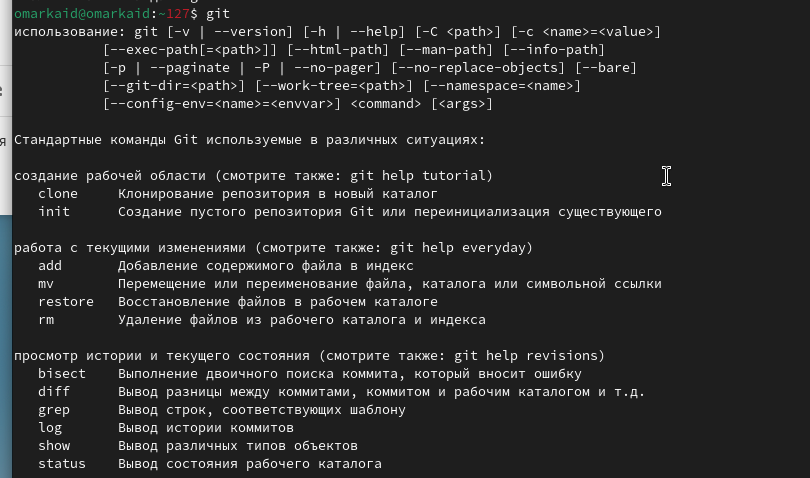 omarkaid@omarkaid:~127$ git
использование: git [-v | --version] [-h | --help] [-C <path>] [-c <name>=<value>]
[--exec-path[=<path>]] [--html-path] [--man-path] [--info-path]
[-p | --paginate | -P | --no-pager] [--no-replace-objects] [--bare]
[--git-dir=<path>] [--work-tree=<path>] [--namespace=<name>]
[--config-env=<name>=<envvar>] <command> [<args>]
Стандартные команды Git используемые в различных ситуациях:
создание рабочей области (смотрите также: git help tutorial)
clone Клонирование репозитория в новый каталог
init Создание пустого репозитория Git или переинициализация существующего
работа с текущими изменениями (смотрите также: git help everyday)
add Добавление содержимого файла в индекс
mv Перемещение или переименование файла, каталога или символьной ссылки
restore Восстановление файлов в рабочем каталоге
rm Удаление файлов из рабочего каталога и индекса
просмотр истории и текущего состояния (смотрите также: git help revisions)
bisect Выполнение двоичного поиска коммита, который вносит ошибку
diff Вывод разницы между коммитами, коммитом и рабочим каталогом и т.д.
grep Вывод строк, соответствующих шаблону
log Вывод истории коммитов
show Вывод различных типов объектов
status Вывод состояния рабочего каталога